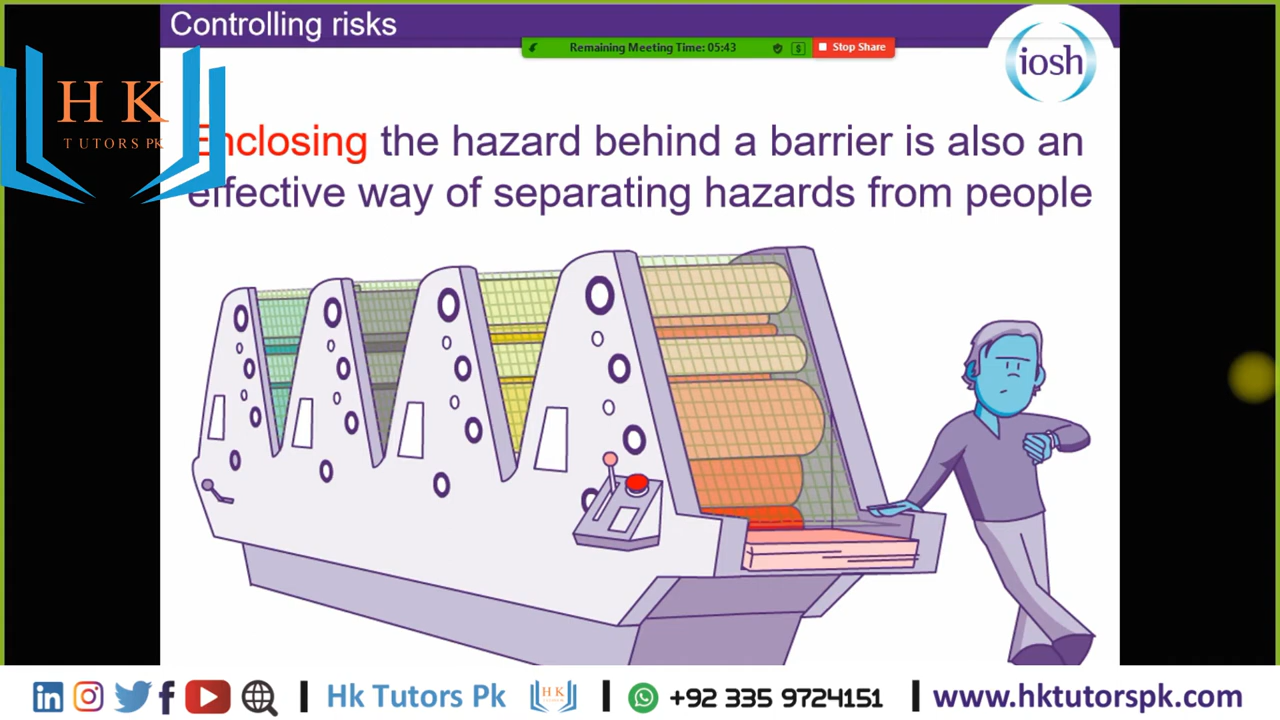 Controlling risks
Remaining Meeting Time: 05:43
$
Stop Share
iosh
H K
TUTORS PK
Enclosing the hazard behind a barrier is also an
effective way of separating hazards from people
in
f
Hk Tutors Pk
H K
+92 335 9724151
www.hktutorspk.com